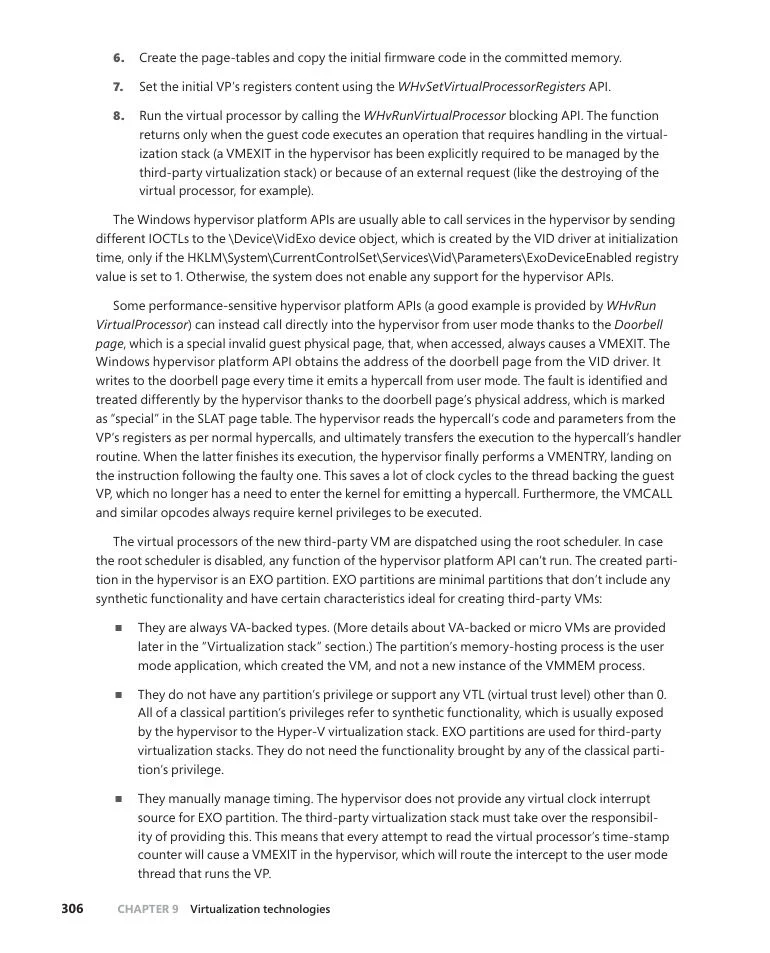 6. Create the page-tables and copy the initial firmware code in the committed memory.
7. Set the initial VP's registers content using the WHvSetVirtualProcessorRegisters API.
8. Run the virtual processor by calling the WHvRunVirtualProcessor blocking API. The function
returns only when the guest code executes an operation that requires handling in the virtual-
ization stack (a VMEXIT in the hypervisor has been explicitly required to be managed by the
third-party virtualization stack) or because of an external request (like the destroying of the
virtual processor, for example).
The Windows hypervisor platform APIs are usually able to call services in the hypervisor by sending
different IOCTLs to the \Device\VidExo device object, which is created by the VID driver at initialization
time, only if the HKLM\System\CurrentControlSet\Services\Vid\Parameters\ExoDeviceEnabled registry
value is set to 1. Otherwise, the system does not enable any support for the hypervisor APIs.
Some performance-sensitive hypervisor platform APIs (a good example is provided by WHvRun
VirtualProcessor) can instead call directly into the hypervisor from user mode thanks to the Doorbell
page, which is a special invalid guest physical page, that, when accessed, always causes a VMEXIT. The
Windows hypervisor platform API obtains the address of the doorbell page from the VID driver. It
writes to the doorbell page every time it emits a hypercall from user mode. The fault is identified and
treated differently by the hypervisor thanks to the doorbell page's physical address, which is marked
as "special" in the SLAT page table. The hypervisor reads the hypercall's code and parameters from the
VP's registers as per normal hypercalls, and ultimately transfers the execution to the hypercall's handler
routine. When the latter finishes its execution, the hypervisor finally performs a VMENTRY, landing on
the instruction following the faulty one. This saves a lot of clock cycles to the thread backing the guest
VP, which no longer has a need to enter the kernel for emitting a hypercall. Furthermore, the VMCALL
and similar opcodes always require kernel privileges to be executed.
The virtual processors of the new third-party VM are dispatched using the root scheduler. In case
the root scheduler is disabled, any function of the hypervisor platform API can't run. The created parti-
tion in the hypervisor is an EXO partition. EXO partitions are minimal partitions that don't include any
synthetic functionality and have certain characteristics ideal for creating third-party VMs:
■ They are always VA-backed types. (More details about VA-backed or micro VMs are provided
later in the "Virtualization stack" section.) The partition's memory-hosting process is the user
mode application, which created the VM, and not a new instance of the VMMEM process.
■ They do not have any partition's privilege or support any VTL (virtual trust level) other than 0.
All of a classical partition's privileges refer to synthetic functionality, which is usually exposed
by the hypervisor to the Hyper-V virtualization stack. EXO partitions are used for third-party
virtualization stacks. They do not need the functionality brought by any of the classical parti-
tion's privilege.
■ They manually manage timing. The hypervisor does not provide any virtual clock interrupt
source for EXO partition. The third-party virtualization stack must take over the responsibil-
ity of providing this. This means that every attempt to read the virtual processor's time-stamp
counter will cause a VMEXIT in the hypervisor, which will route the intercept to the user mode
thread that runs the VP.
306 CHAPTER 9 Virtualization technologies